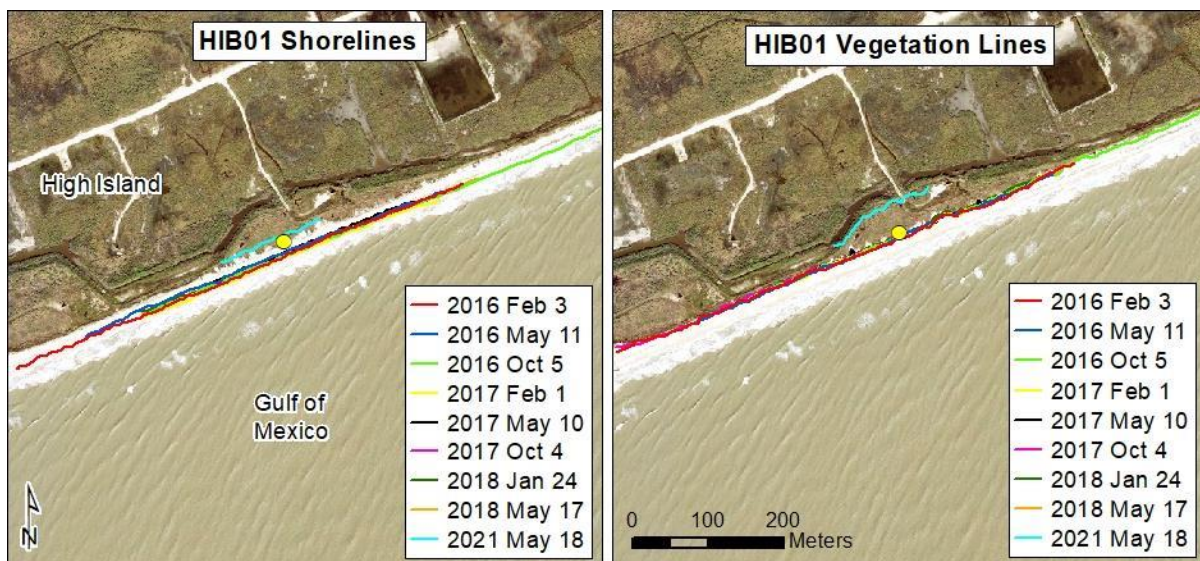 HIB01 Shorelines
High Island
Gulf of
Mexico
N
2016 Feb 3
2016 May 11
2016 Oct 5
2017 Feb 1
2017 May 10
2017 Oct 4
2018 Jan 24
2018 May 17
2021 May 18
HIB01 Vegetation Lines
2016 Feb 3
2016 May 11
2016 Oct 5
2017 Feb 1
2017 May 10
2017 Oct 4
2018 Jan 24
2018 May 17
2021 May 18
0 100 200
Meters